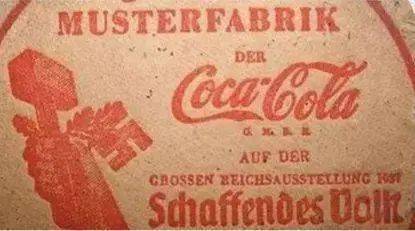 MUSTERFABRIK
DER
Coca-Cola
G. M. B. H.
AUF DER
GROSSEN REICHSAUSSTELLUNG 1937
Schaffendes Volk